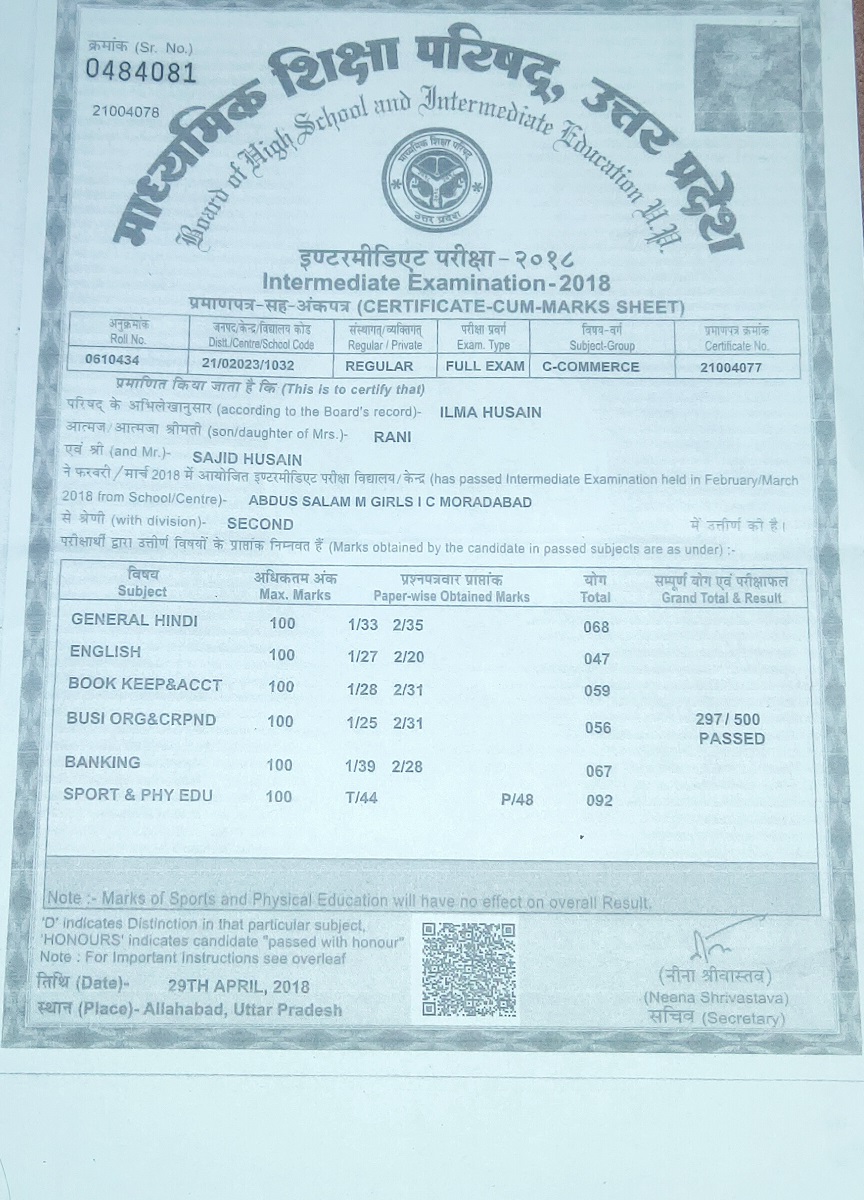 क्रमांक (Sr. No.)
0484081
21004078
माध्यमिक शिक्षा परिषद्, उत्तर प्रदेश
Board of High School and Intermediate Education U.P.
माध्यमिक शिक्षा परिषद्
उत्तर प्रदेश
इण्टरमीडिएट परीक्षा - २०१८
Intermediate Examination-2018
प्रमाणपत्र-सह-अंकपत्र (CERTIFICATE-CUM-MARKS SHEET)
अनुक्रमांक जनपद/केन्द्र/विद्यालय कोड संस्थागत/व्यक्तिगत परीक्षा प्रवर्ग विषय-वर्ग प्रमाणपत्र क्रमांक
Roll No. Distt./Centre/School Code Regular / Private Exam. Type Subject-Group Certificate No.
0610434 21/02023/1032 REGULAR FULL EXAM C-COMMERCE 21004077
प्रमाणित किया जाता है कि (This is to certify that)
परिषद् के अभिलेखानुसार (according to the Board's record)- ILMA HUSAIN
आत्मज/आत्मजा श्रीमती (son/daughter of Mrs.)- RANI
एवं श्री (and Mr.)- SAJID HUSAIN
ने फरवरी/मार्च 2018 में आयोजित इण्टरमीडिएट परीक्षा विद्यालय/केन्द्र (has passed Intermediate Examination held in February/March
2018 from School/Centre)- ABDUS SALAM M GIRLS I C MORADABAD
से श्रेणी (with division)- SECOND में उत्तीर्ण की है।
परीक्षार्थी द्वारा उत्तीर्ण विषयों के प्राप्तांक निम्नवत हैं (Marks obtained by the candidate in passed subjects are as under) :-
विषय अधिकतम अंक प्रश्नपत्रवार प्राप्तांक योग सम्पूर्ण योग एवं परीक्षाफल
Subject Max. Marks Paper-wise Obtained Marks Total Grand Total & Result
GENERAL HINDI 100 1/33 2/35 068
ENGLISH 100 1/27 2/20 047
BOOK KEEP&ACCT 100 1/28 2/31 059
BUSI ORG&CRPND 100 1/25 2/31 056 297/ 500
PASSED
BANKING 100 1/39 2/28 067
SPORT & PHY EDU 100 T/44 P/48 092
Note :- Marks of Sports and Physical Education will have no effect on overall Result.
'D' indicates Distinction in that particular subject,
'HONOURS' indicates candidate "passed with honour"
Note : For Important Instructions see overleaf
तिथि (Date)- 29TH APRIL, 2018
स्थान (Place)- Allahabad, Uttar Pradesh
(नीना श्रीवास्तव)
(Neena Shrivastava)
सचिव (Secretary)